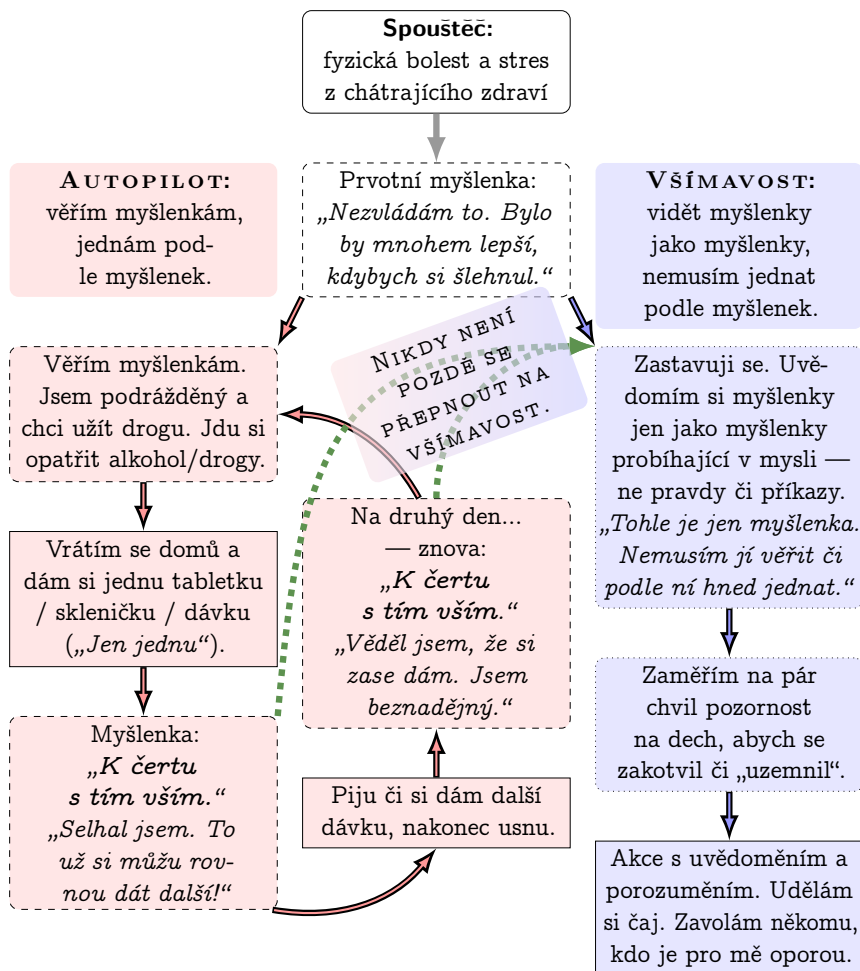 Spouštěč:
fyzická bolest a stres
z chátrajícího zdraví
AUTOPILOT:
věřím myšlenkám,
jednám pod-
le myšlenek.
Prvotní myšlenka:
„Nezvládám to. Bylo
by mnohem lepší,
kdybych si šlehnul.“
VŠÍMAVOST:
vidět myšlenky
jako myšlenky,
nemusím jednat
podle myšlenek.
NIKDY NENÍ
POZDĚ SE
PŘEPNOUT NA
VŠÍMAVOST.
Věřím myšlenkám.
Jsem podrážděný a
chci užít drogu. Jdu si
opatřit alkohol/drogy.
Vrátím se domů a
dám si jednu tabletku
/ skleničku / dávku
(„Jen jednu“).
Myšlenka:
„K čertu
s tím vším.“
„Selhal jsem. To
už si můžu rov-
nou dát další!“
Piju či si dám další
dávku, nakonec usnu.
Na druhý den...
— znova:
„K čertu
s tím vším.“
„Věděl jsem, že si
zase dám. Jsem
beznadějný.“
Zastavuji se. Uvě-
domím si myšlenky
jen jako myšlenky
probíhající v mysli —
ne pravdy či příkazy.
„Tohle je jen myšlenka.
Nemusím jí věřit či
podle ní hned jednat.“
Zaměřím na pár
chvil pozornost
na dech, abych se
zakotvil či „uzemnil“.
Akce s uvědoměním a
porozuměním. Udělám
si čaj. Zavolám někomu,
kdo je pro mě oporou.